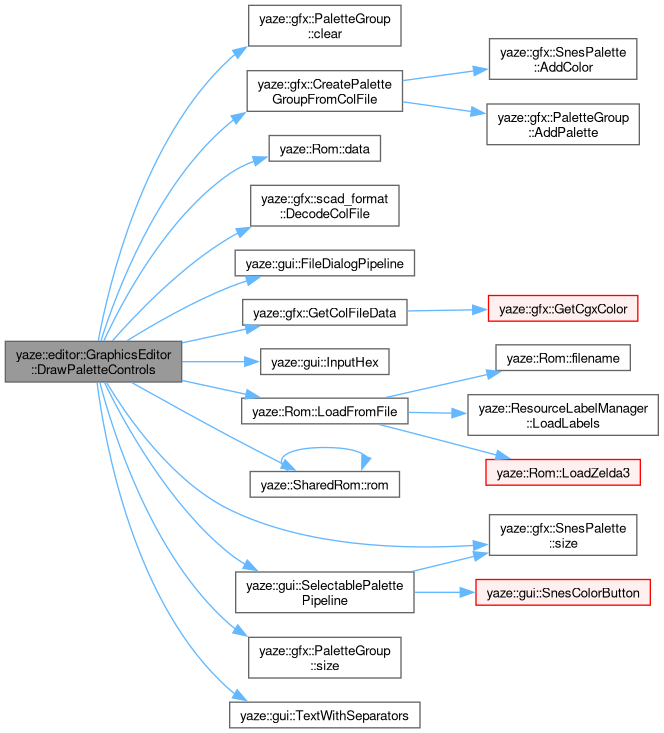 yaze::editor::GraphicsEditor
::DrawPaletteControls
yaze::gfx::PaletteGroup
::clear
yaze::gfx::CreatePalette
GroupFromColFile
yaze::gfx::SnesPalette
::AddColor
yaze::gfx::PaletteGroup
::AddPalette
yaze::Rom::data
yaze::gfx::scad_format
::DecodeColFile
yaze::gui::FileDialogPipeline
yaze::gfx::GetColFileData
yaze::gfx::GetCgxColor
yaze::gui::InputHex
yaze::Rom::LoadFromFile
yaze::Rom::filename
yaze::ResourceLabelManager
::LoadLabels
yaze::Rom::LoadZelda3
yaze::SharedRom::rom
yaze::gfx::SnesPalette
::size
yaze::gui::SelectablePalette
Pipeline
yaze::gui::SnesColorButton
yaze::gfx::PaletteGroup
::size
yaze::gui::TextWithSeparators